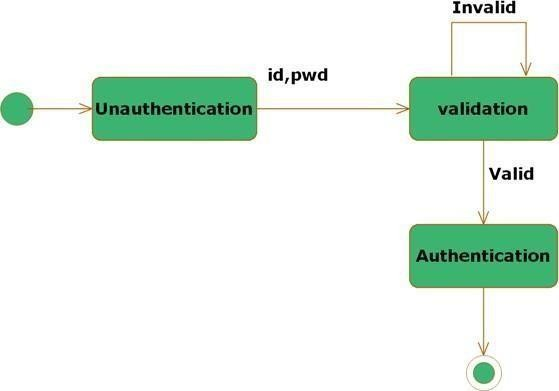 Invalid
id,pwd
Unauthentication
validation
Valid
Authentication